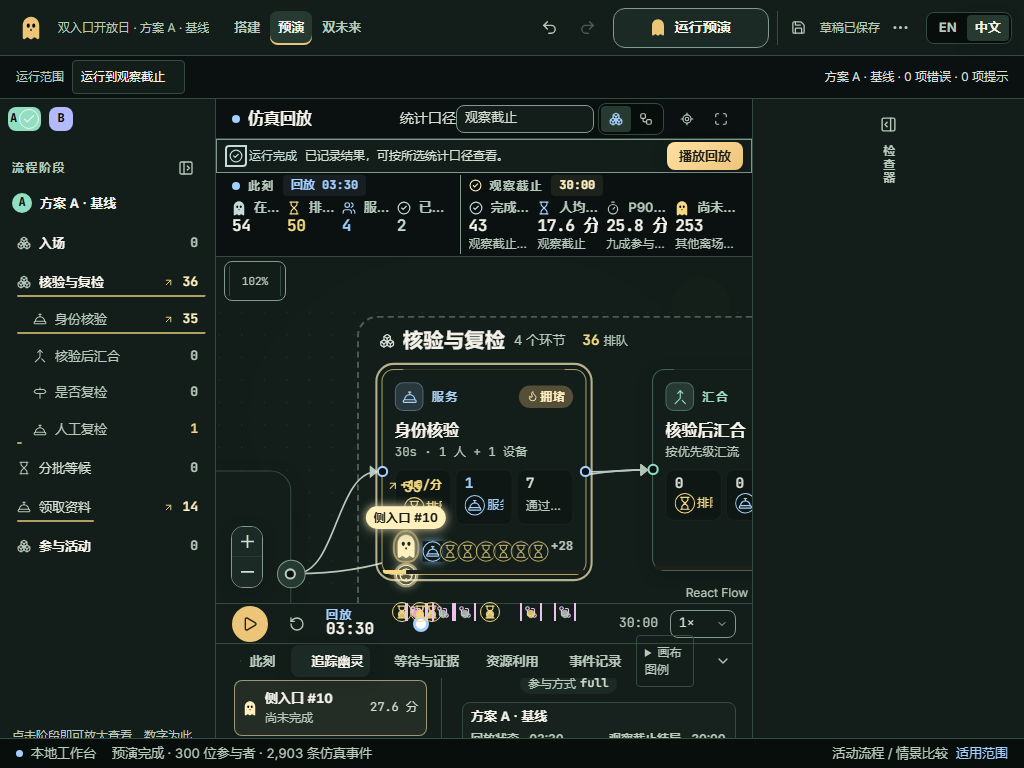 双入口开放日 · 方案 A · 基线
搭建
预演
双未来
运行预演
草稿已保存
EN
中文
运行范围
运行到观察截止
方案 A · 基线 · 0 项错误 · 0 项提示
A
B
流程阶段
A
方案 A · 基线
入场
0
核验与复检
36
身份核验
35
核验后汇合
0
是否复检
0
人工复检
1
分批等候
0
领取资料
14
参与活动
0
仿真回放
统计口径
观察截止
运行完成 已记录结果，可按所选统计口径查看。
播放回放
此刻
回放 03:30
观察截止
30:00
在…
54
排…
50
服…
4
已…
2
完成…
43
观察截止…
人均…
17.6 分
观察截止
P90…
25.8 分
九成参与…
尚未…
253
其他离场…
检查器
102%
核验与复检
4 个环节
36 排队
服务
拥堵
身份核验
30s · 1 人 + 1 设备
1
7
通过…
侧入口 #10
+28
汇合
核验后汇合
按优先级汇流
0
0
React Flow
回放
03:30
30:00
1×
此刻
追踪幽灵
等待与证据
资源利用
事件记录
画布图例
侧入口 #10
尚未完成
27.6 分
参与方式 full
方案 A · 基线
本地工作台
预演完成 · 300 位参与者 · 2,903 条仿真事件
活动流程 / 情景比较
适用范围